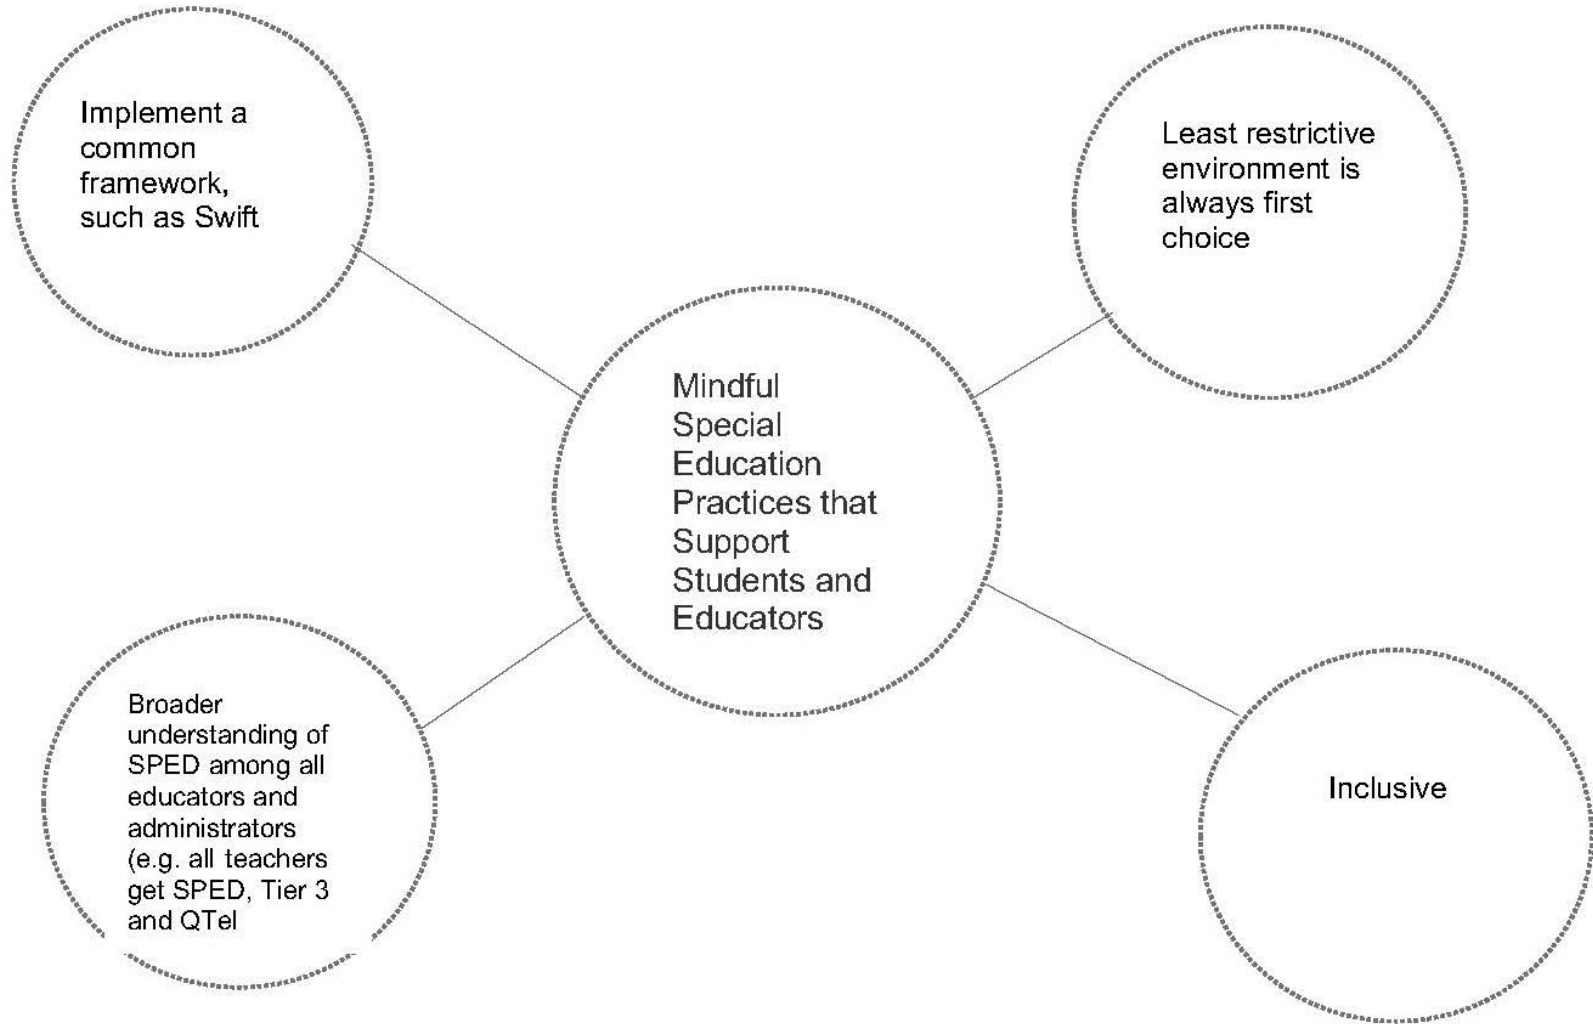 Implement a
common
framework,
such as Swift
Least restrictive
environment is
always first
choice
Mindful
Special
Education
Practices that
Support
Students and
Educators
Broader
understanding of
SPED among all
educators and
administrators
(e.g. all teachers
get SPED, Tier 3
and QTel
Inclusive